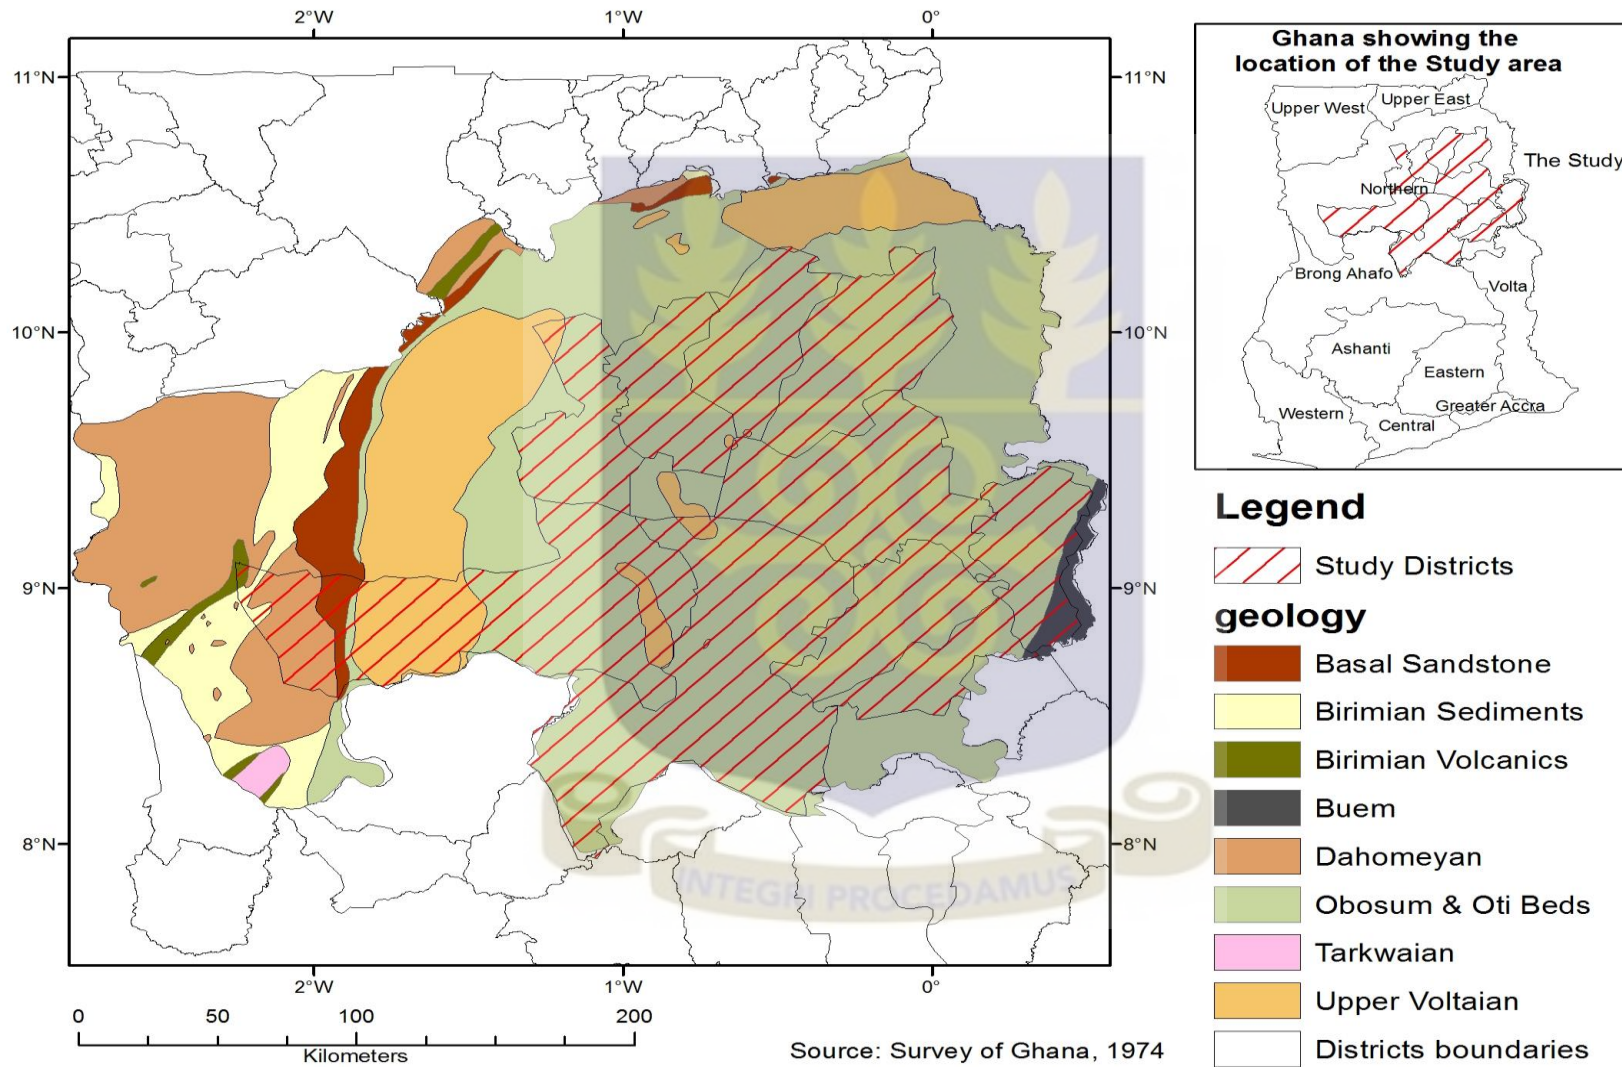 2°W 1°W 0°
11°N 11°N
10°N 10°N
9°N 9°N
8°N 8°N
2°W 1°W 0°
0 50 100 200
Kilometers
Source: Survey of Ghana, 1974
INTEGRI PROCEDAMUS
Ghana showing the
location of the Study area
Upper West
Upper East
The Study
Northern
Brong Ahafo
Volta
Ashanti
Eastern
Western
Greater Accra
Central
Legend
Study Districts
geology
Basal Sandstone
Birimian Sediments
Birimian Volcanics
Buem
Dahomeyan
Obosum & Oti Beds
Tarkwaian
Upper Voltaian
Districts boundaries